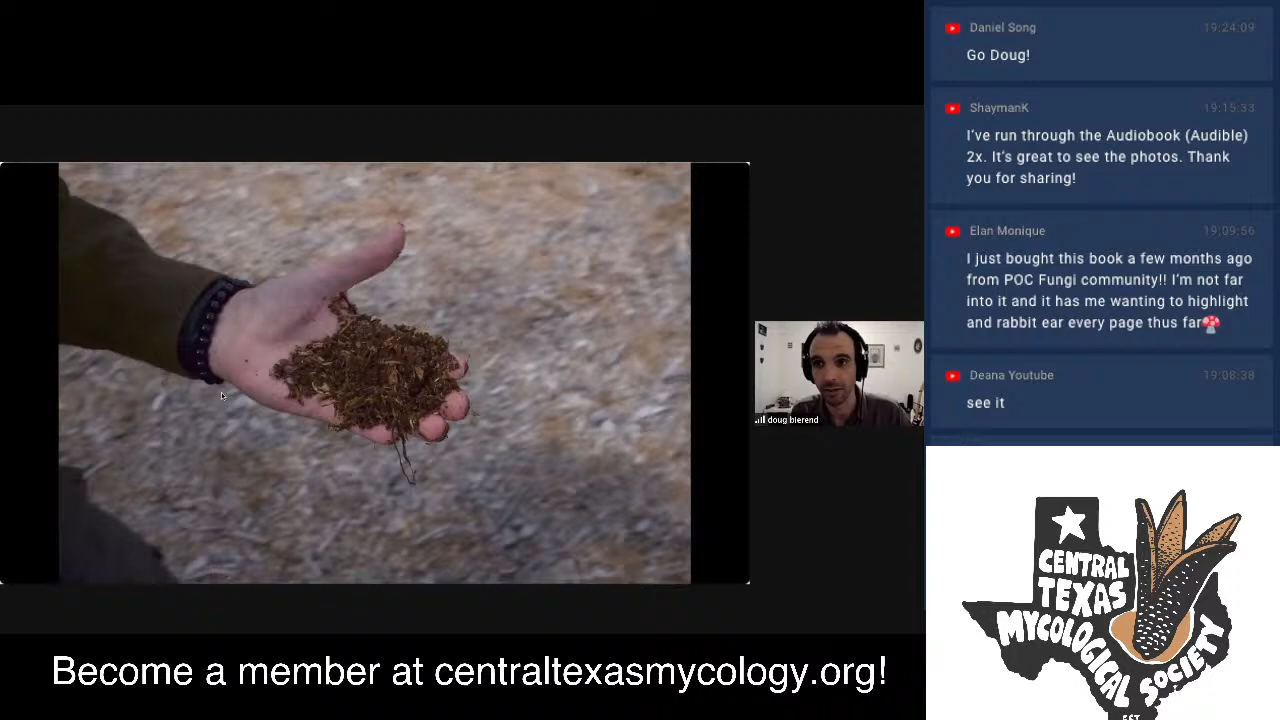 doug bierend
Become a member at centraltexasmycology.org!
Daniel Song
19:24:09
Go Doug!
ShaymanK
19:15:33
I've run through the Audiobook (Audible)
2x. It's great to see the photos. Thank
you for sharing!
Elan Monique
19:09:56
I just bought this book a few months ago
from POC Fungi community!! I'm not far
into it and it has me wanting to highlight
and rabbit ear every page thus far🍄
Deana Youtube
19:08:38
see it
CENTRAL
TEXAS
MYCOLOGICAL
SOCIETY
EST